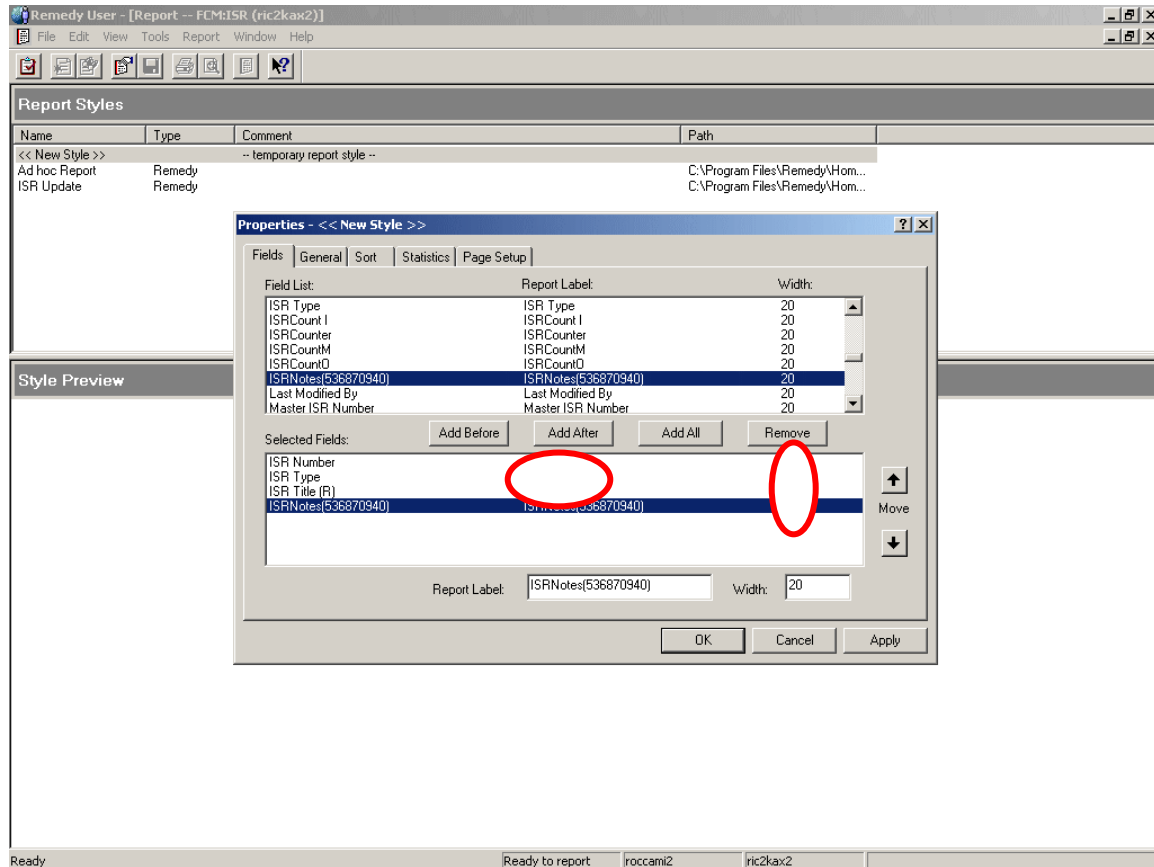 Remedy User - [Report -- FCM:ISR (ric2kax2)]
File Edit View Tools Report Window Help
Report Styles
Name Type Comment Path
<< New Style >> -- temporary report style --
Ad hoc Report Remedy C:\Program Files\Remedy\Hom...
ISR Update Remedy C:\Program Files\Remedy\Hom...
Properties - << New Style >>
Fields General Sort Statistics Page Setup
Field List: Report Label: Width:
ISR Type ISR Type 20
ISRCount I ISRCount I 20
ISRCounter ISRCounter 20
ISRCountM ISRCountM 20
ISRCountO ISRCountO 20
ISRNotes(536870940) ISRNotes(536870940) 20
Last Modified By Last Modified By 20
Master ISR Number Master ISR Number 20
Selected Fields: Add Before Add After Add All Remove
ISR Number
ISR Type
ISR Title (R)
ISRNotes(536870940) ISRNotes(536870940)
Move
Report Label: ISRNotes(536870940) Width: 20
OK Cancel Apply
Style Preview
Ready Ready to report roccami2 ric2kax2